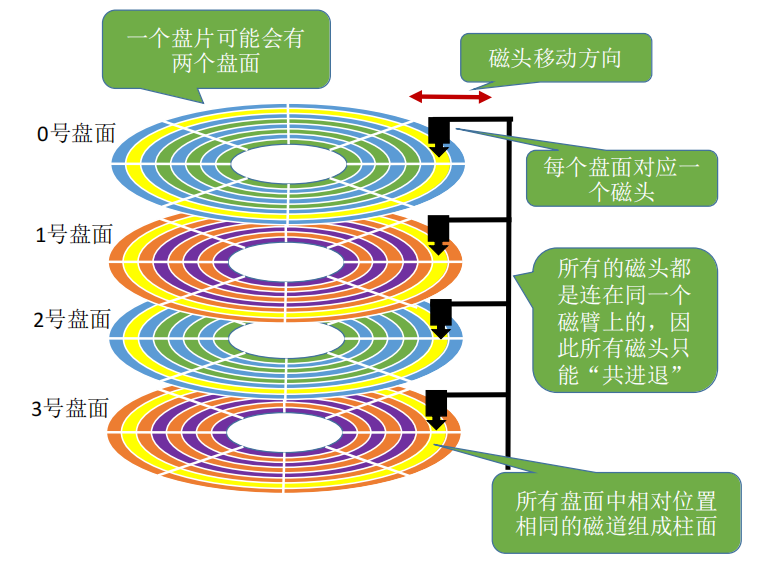 一个盘片可能会有
两个盘面
磁头移动方向
0号盘面
每个盘面对应一
个磁头
1号盘面
所有的磁头都
是连在同一个
磁臂上的，因
此所有磁头只
能“共进退”
2号盘面
3号盘面
所有盘面中相对位置
相同的磁道组成柱面